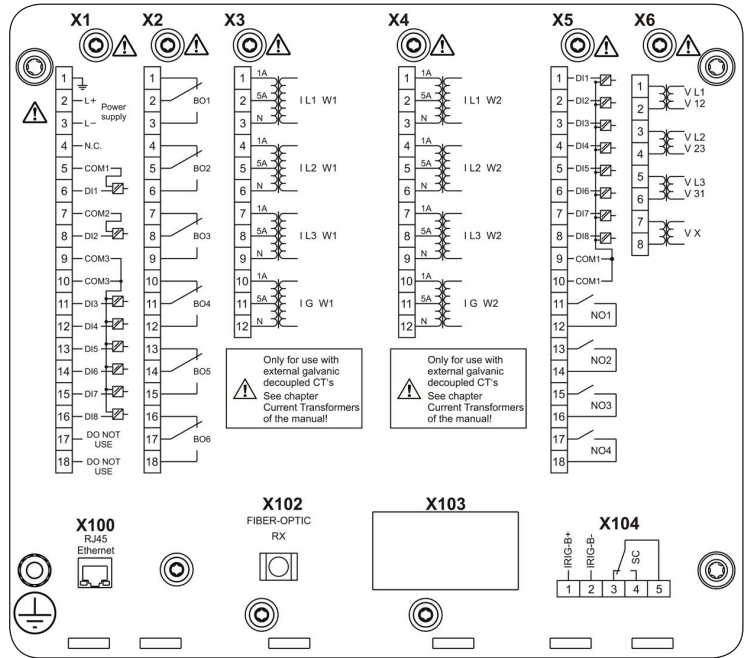 X1
X2
X3
X4
X5
X6
1
2 L+ Power supply
3 L−
4 N.C.
5 COM1
6 DI1
7 COM2
8 DI2
9 COM3
10 COM3
11 DI3
12 DI4
13 DI5
14 DI6
15 DI7
16 DI8
17 DO NOT USE
18 DO NOT USE
1
2 BO1
3
4
5 BO2
6
7
8 BO3
9
10
11 BO4
12
13
14 BO5
15
16
17 BO6
18
1 1A
2 5A I L1 W1
3 N
4 1A
5 5A I L2 W1
6 N
7 1A
8 5A I L3 W1
9 N
10 1A
11 5A I G W1
12 N
Only for use with
external galvanic
decoupled CT's
See chapter
Current Transformers
of the manual!
1 1A
2 5A I L1 W2
3 N
4 1A
5 5A I L2 W2
6 N
7 1A
8 5A I L3 W2
9 N
10 1A
11 5A I G W2
12 N
Only for use with
external galvanic
decoupled CT's
See chapter
Current Transformers
of the manual!
1 DI1
2 DI2
3 DI3
4 DI4
5 DI5
6 DI6
7 DI7
8 DI8
9 COM1
10 COM1
11
NO1
12
13
NO2
14
15
NO3
16
17
NO4
18
1 V L1
2 V 12
3 V L2
4 V 23
5 V L3
6 V 31
7 V X
8
X100
RJ45
Ethernet
X102
FIBER-OPTIC
RX
X103
X104
IRIG-B+
IRIG-B-
SC
1 2 3 4 5